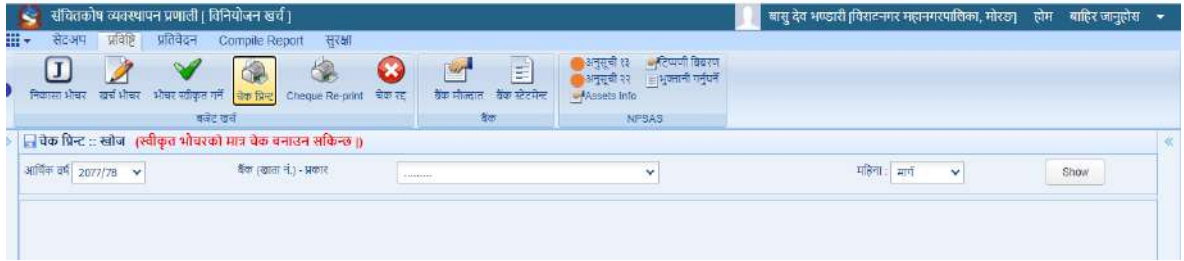 संचितकोष व्यवस्थापन प्रणाली [ विनियोजन खर्च ] बासु देव भण्डारी [विराटनगर महानगरपालिका, मोरङ] होम बाहिर जानुहोस
सेटअप प्रविष्टि प्रतिवेदन Compile Report सुरक्षा
निकासा भौचर खर्च भौचर भौचर स्वीकृत गर्ने चेक प्रिन्ट Cheque Re-print चेक रद्द बैंक मौज्दात बैंक स्टेटमेन्ट
अनुसूची १३ टिप्पणी बिबरण
अनुसूची २२ भुक्तानी गर्नुपर्ने
Assets Info
बजेट खर्च बैंक NPSAS
चेक प्रिन्ट :: खोज (स्वीकृत भौचरको मात्र चेक बनाउन सकिन्छ |)
आर्थिक वर्ष 2077/78 बैंक (खाता नं.) - प्रकार ......... महिना : मार्ग Show